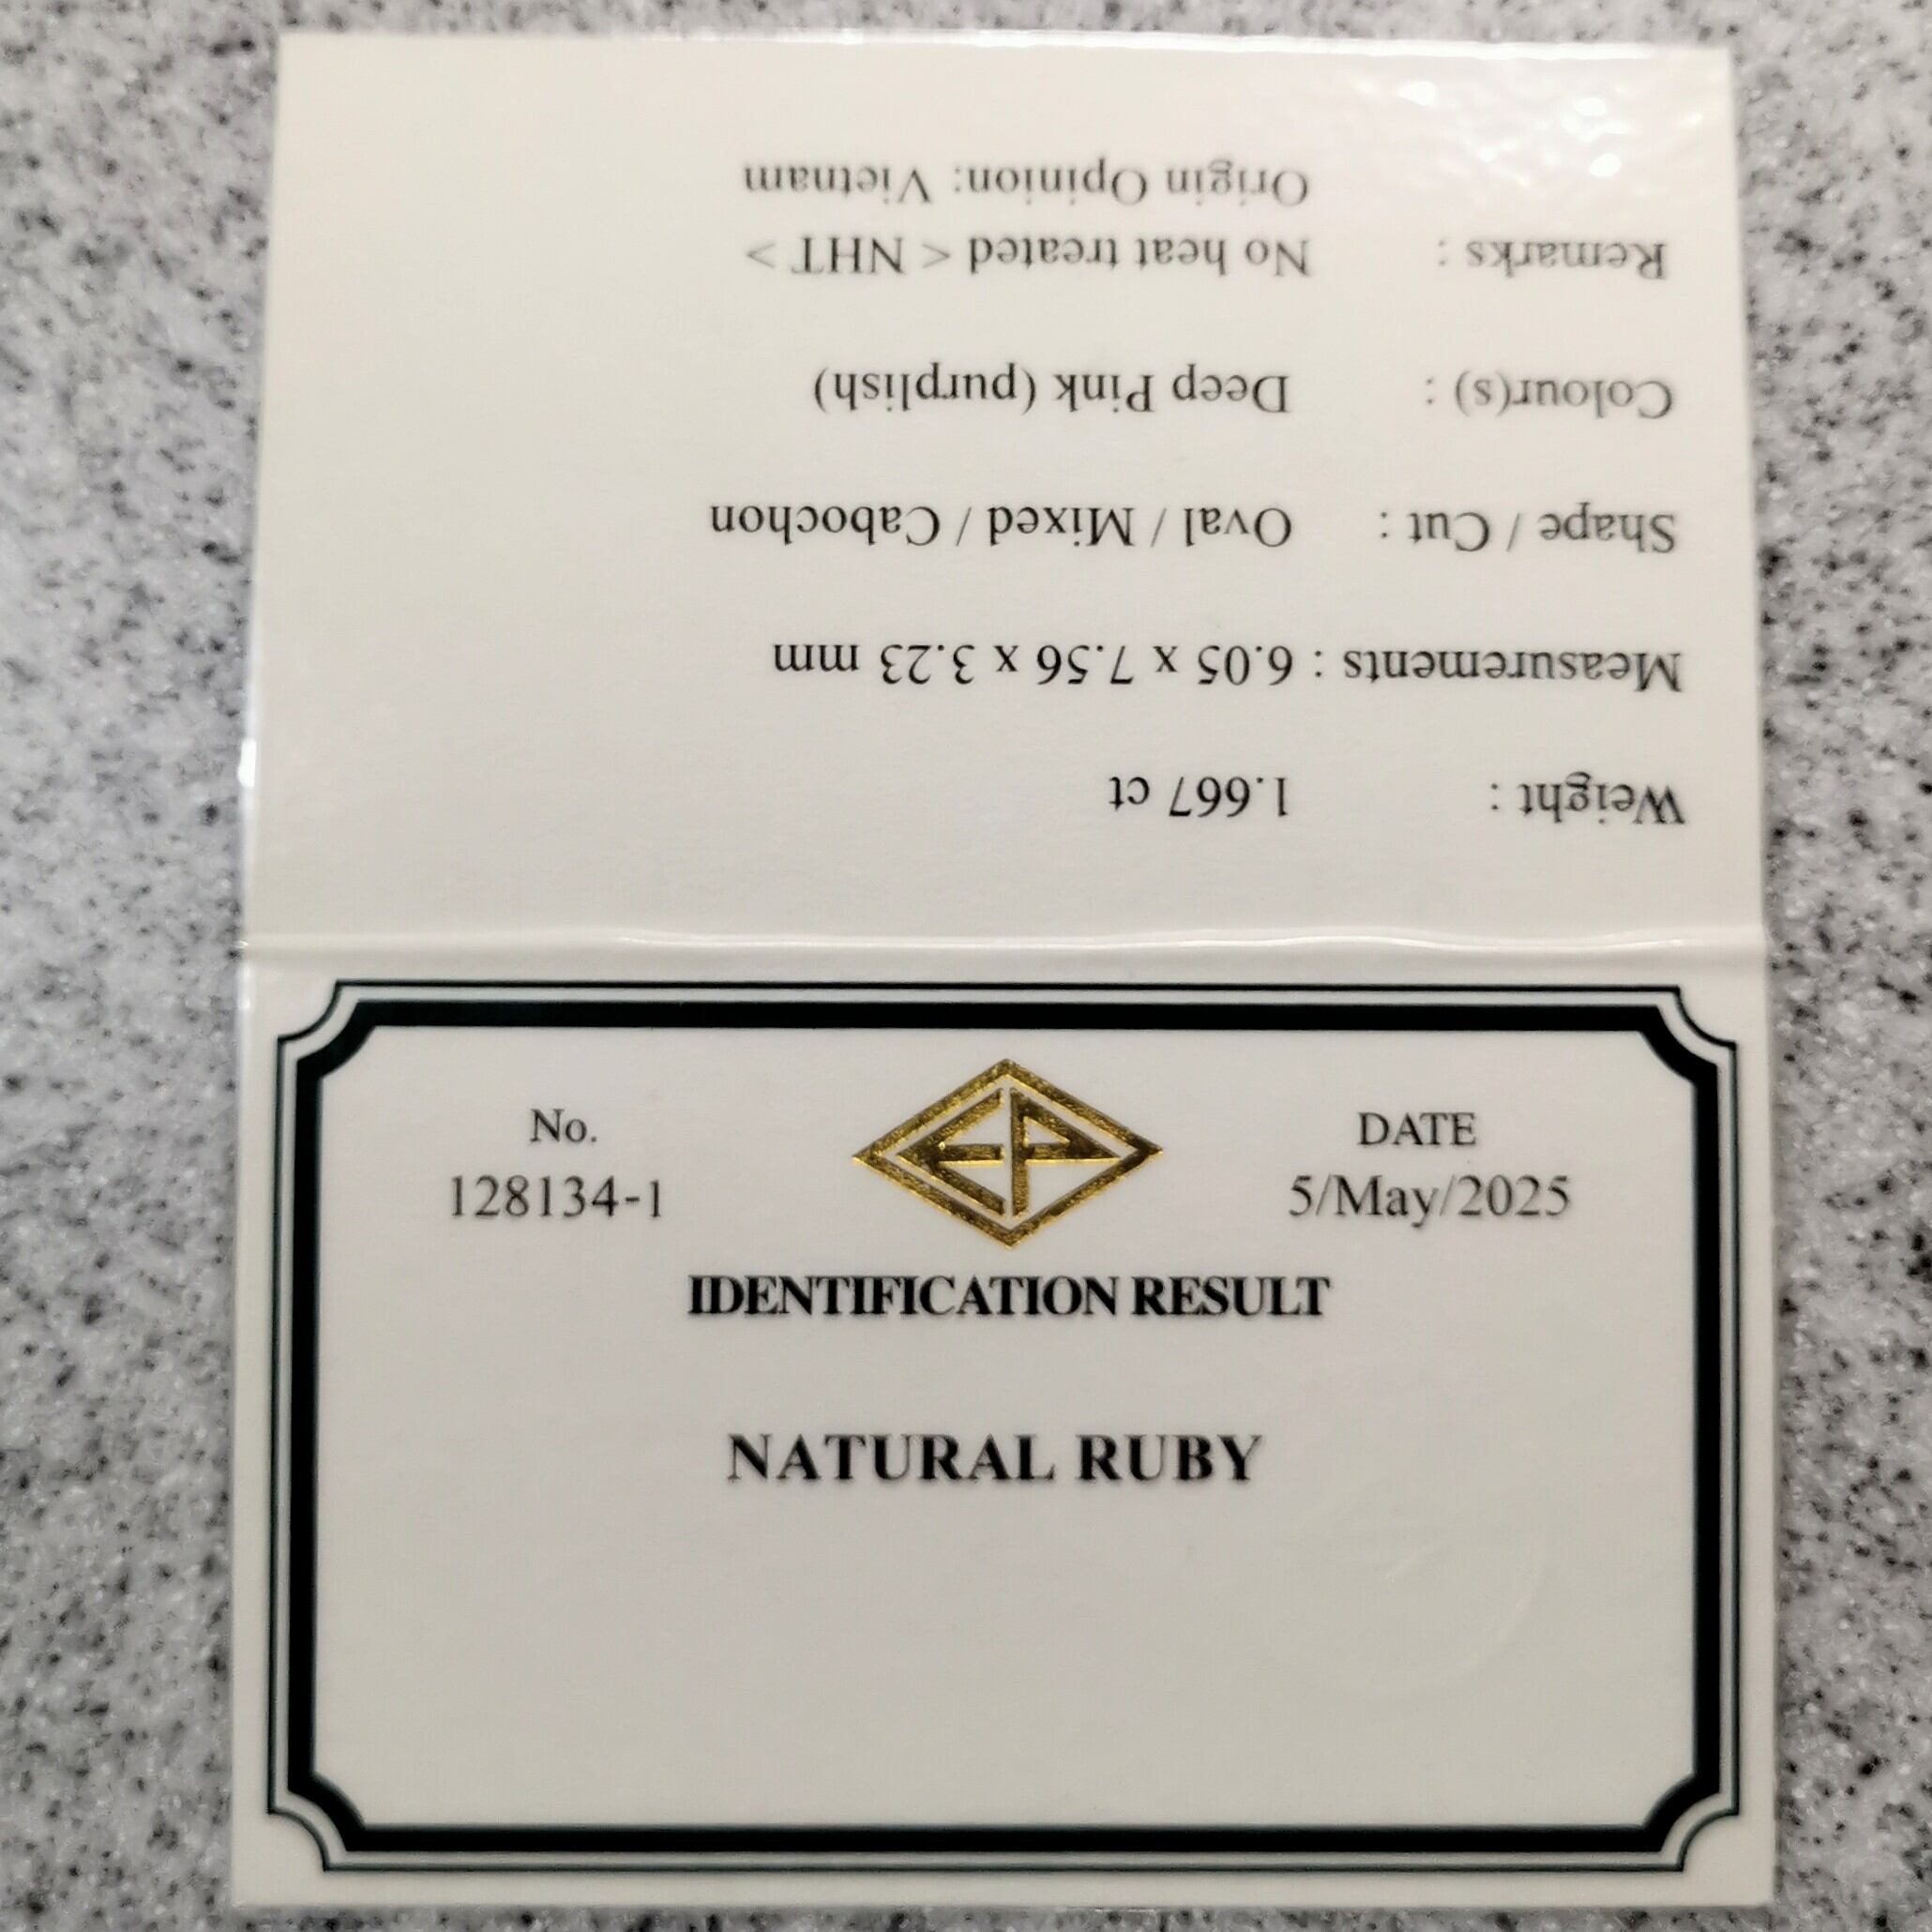 No.
128134-1
EP
DATE
5/May/2025
IDENTIFICATION RESULT
NATURAL RUBY
Weight : 1.667 ct
Measurements : 6.05 x 7.56 x 3.23 mm
Shape / Cut : Oval / Mixed / Cabochon
Colour(s) : Deep Pink (purplish)
Remarks : No heat treated < NHT >
Origin Opinion: Vietnam